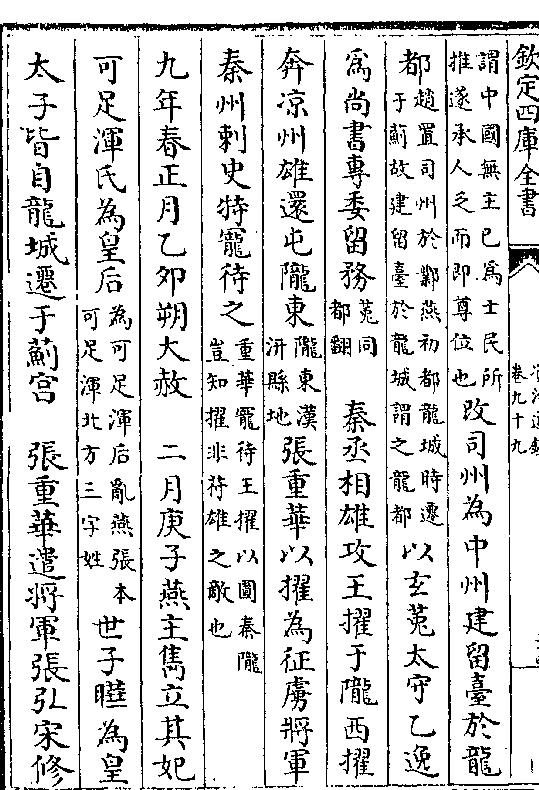 欽定四庫全書
資治通鑑
卷九十九
謂中國無主已爲士民所
推遂承人乏而即尊位也
改司州為中州建留臺於龍
都
趙置司州於鄴燕初都龍城時遷
于薊故建留臺於龍城謂之龍都
以玄菟太守乙逸
爲尚書專委留務
菟同
都翻
秦丞相雄攻王擢于隴西擢
奔涼州雄還屯隴東
隴東漢
汧縣地
張重華以擢為征虜將軍
秦州刺史特寵待之
重華寵待王擢以圖秦隴
豈知擢非苻雄之敵也
九年春正月乙卯朔大赦
二月庚子燕主雋立其妃
可足渾氏為皇后
為可足渾后亂燕張本
可足渾北方三字姓
世子曄為皇
太子皆自龍城遷于薊宫
張重華遣將軍張弘宋修